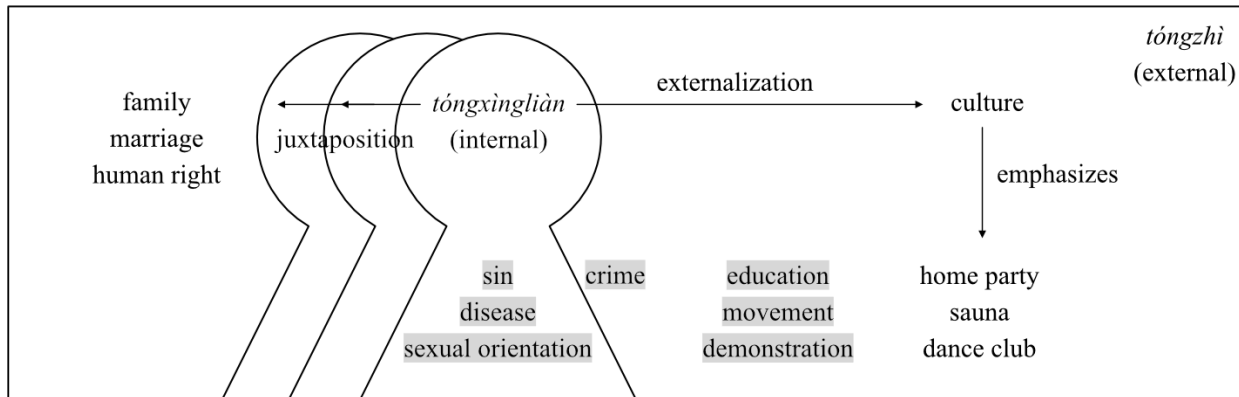 tóngzhì
(external)
externalization
family
marriage
human right
juxtaposition
tóngxìngliàn
(internal)
culture
emphasizes
sin
disease
sexual orientation
crime
education
movement
demonstration
home party
sauna
dance club